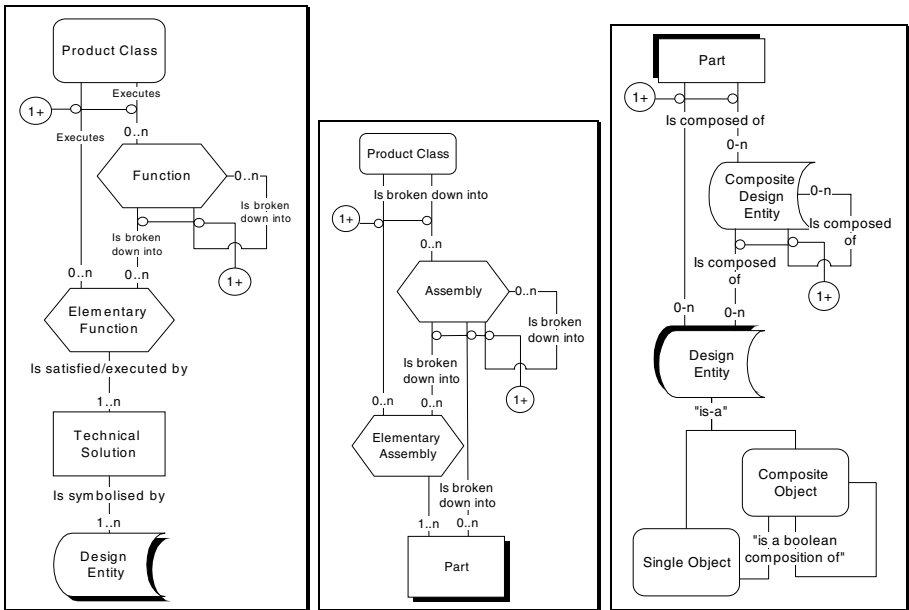 Product Class
Executes
1+
Executes
0..n
Function
0..n
Is broken
down into
Is broken
down into
1+
0..n
0..n
Elementary
Function
Is satisfied/executed by
1..n
Technical
Solution
Is symbolised by
1..n
Design
Entity
Product Class
Is broken down into
1+
0..n
Assembly
0..n
Is broken
down into
Is broken
down into
1+
0..n
0..n
Elementary
Assembly
Is broken
down into
1..n
0..n
Part
Part
1+
Is composed of
0-n
Composite
Design
Entity
0-n
Is composed
of
Is composed
of
1+
0-n
0-n
Design
Entity
"is-a"
Composite
Object
Single Object
"is a boolean
composition of"